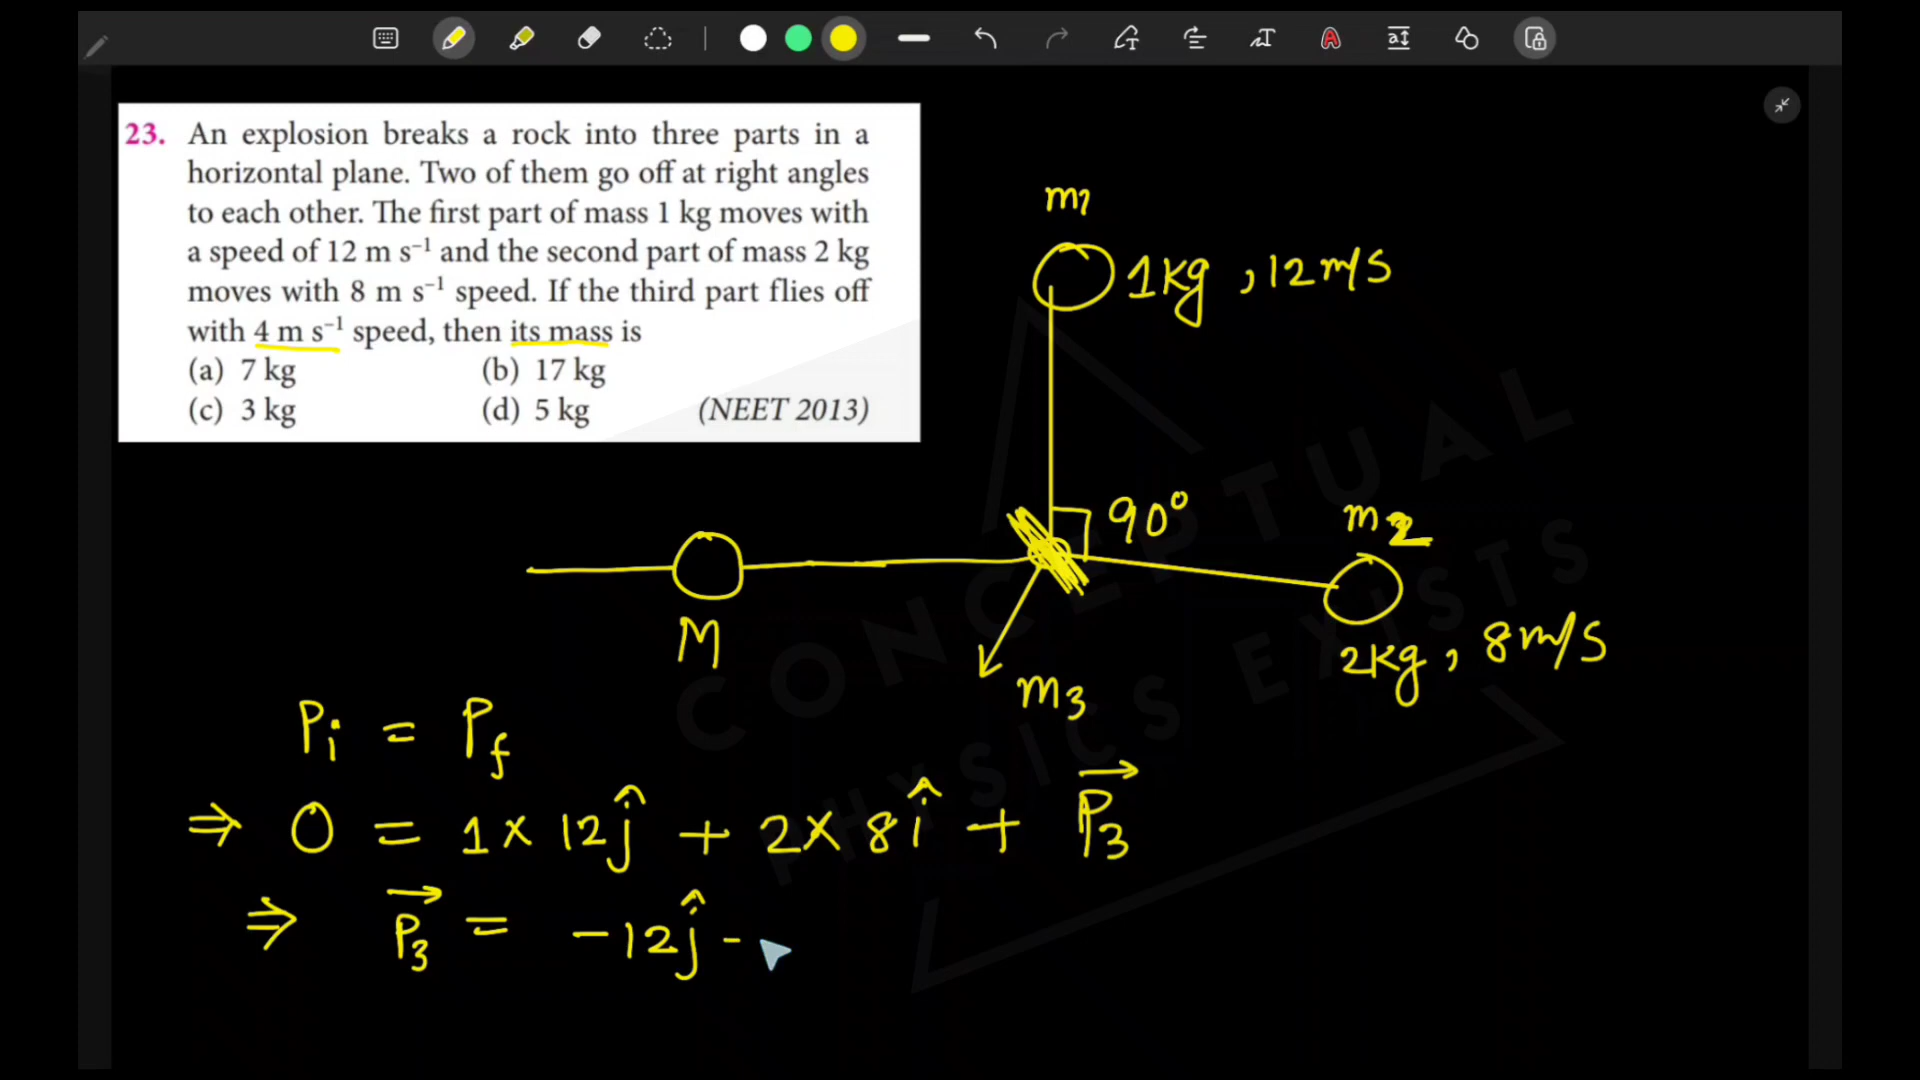 23. An explosion breaks a rock into three parts in a
horizontal plane. Two of them go off at right angles
to each other. The first part of mass 1 kg moves with
a speed of 12 m s⁻¹ and the second part of mass 2 kg
moves with 8 m s⁻¹ speed. If the third part flies off
with 4 m s⁻¹ speed, then its mass is
(a) 7 kg (b) 17 kg
(c) 3 kg (d) 5 kg (NEET 2013)
m1
1kg, 12m/s
90°
m2
2kg, 8m/s
M
m3
Pi = Pf
⇒ 0 = 1 × 12ĵ + 2 × 8î + P⃗3
⇒ P⃗3 = -12ĵ -
CONCEPTUAL
PHYSICS EXISTS